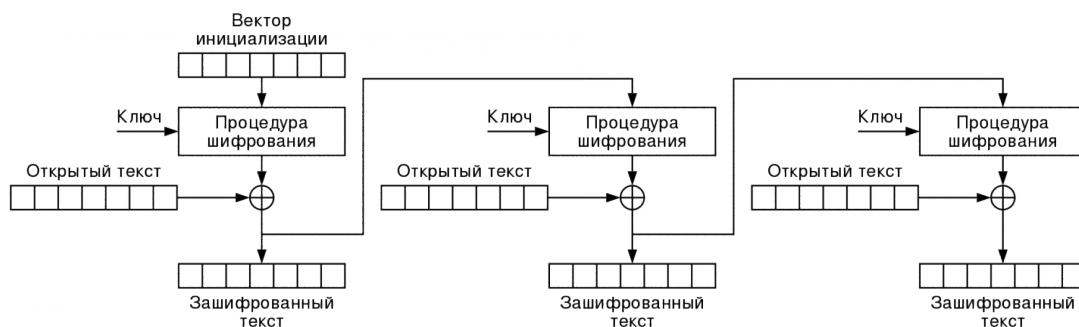 Вектор
инициализации
Ключ
Процедура
шифрования
Ключ
Процедура
шифрования
Ключ
Процедура
шифрования
Открытый текст
Открытый текст
Открытый текст
Зашифрованный
текст
Зашифрованный
текст
Зашифрованный
текст